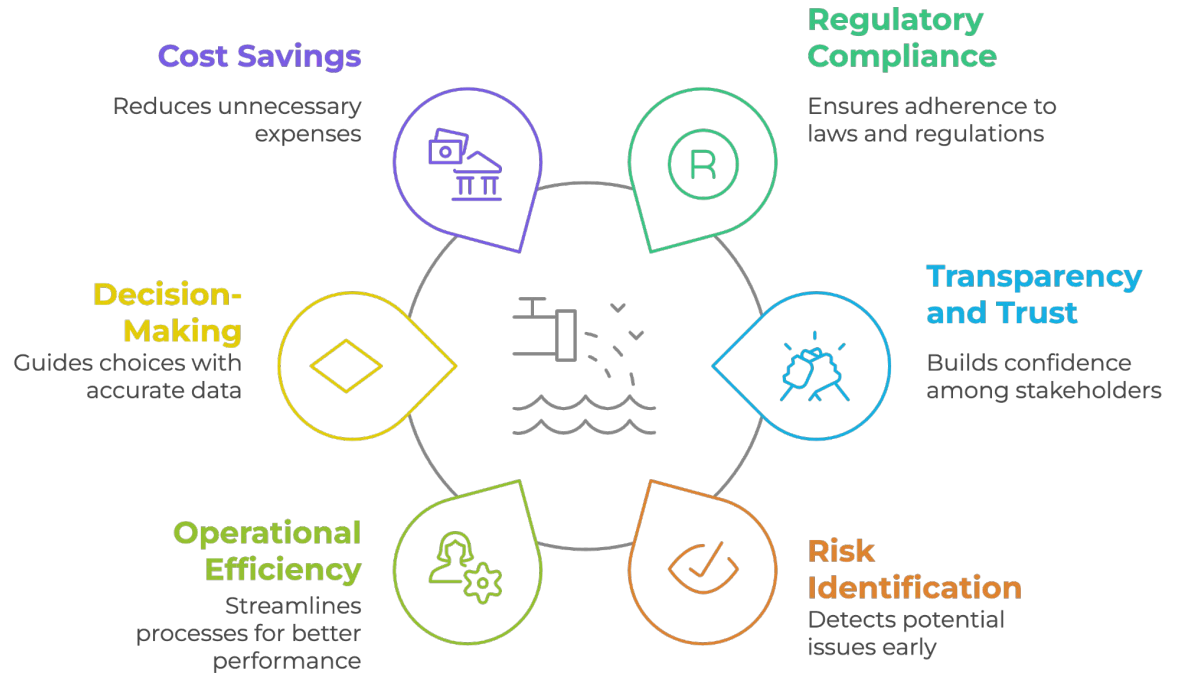 Cost Savings
Reduces unnecessary
expenses
Regulatory
Compliance
Ensures adherence to
laws and regulations
R
Decision-
Making
Guides choices with
accurate data
Transparency
and Trust
Builds confidence
among stakeholders
Operational
Efficiency
Streamlines
processes for better
performance
Risk
Identification
Detects potential
issues early